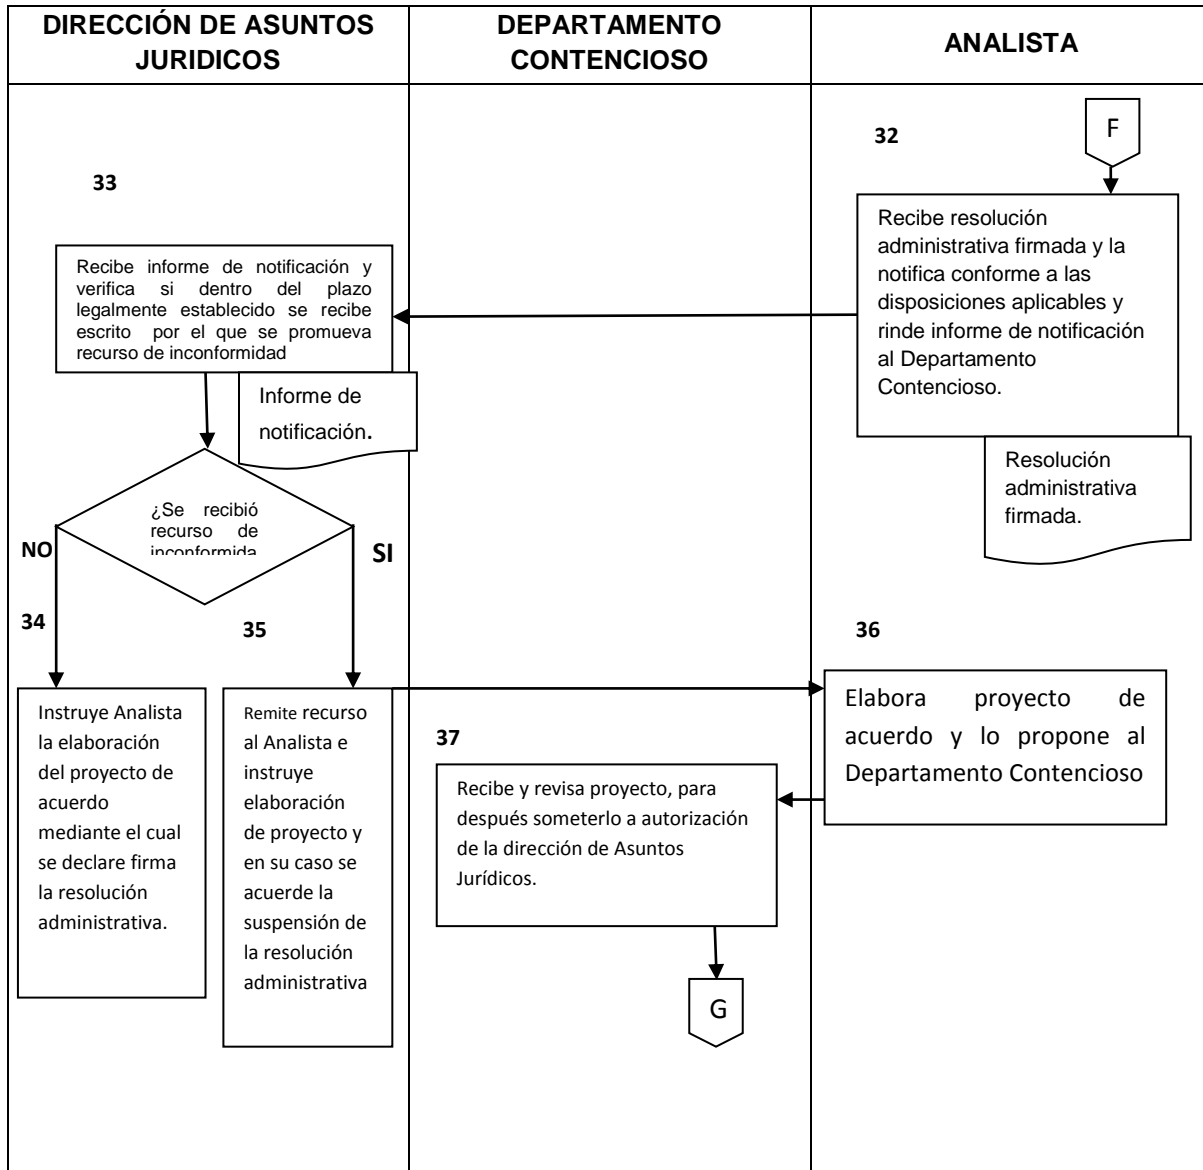 DIRECCIÓN DE ASUNTOS
JURIDICOS
DEPARTAMENTO
CONTENCIOSO
ANALISTA
F
32
Recibe resolución
administrativa firmada y la
notifica conforme a las
disposiciones aplicables y
rinde informe de notificación
al Departamento
Contencioso.
Resolución
administrativa
firmada.
33
Recibe informe de notificación y
verifica si dentro del plazo
legalmente establecido se recibe
escrito por el que se promueva
recurso de inconformidad
Informe de
notificación.
¿Se recibió
recurso de
inconformida
NO
SI
34
Instruye Analista
la elaboración
del proyecto de
acuerdo
mediante el cual
se declare firma
la resolución
administrativa.
35
Remite recurso
al Analista e
instruye
elaboración
de proyecto y
en su caso se
acuerde la
suspensión de
la resolución
administrativa
36
Elabora proyecto de
acuerdo y lo propone al
Departamento Contencioso
37
Recibe y revisa proyecto, para
después someterlo a autorización
de la dirección de Asuntos
Jurídicos.
G